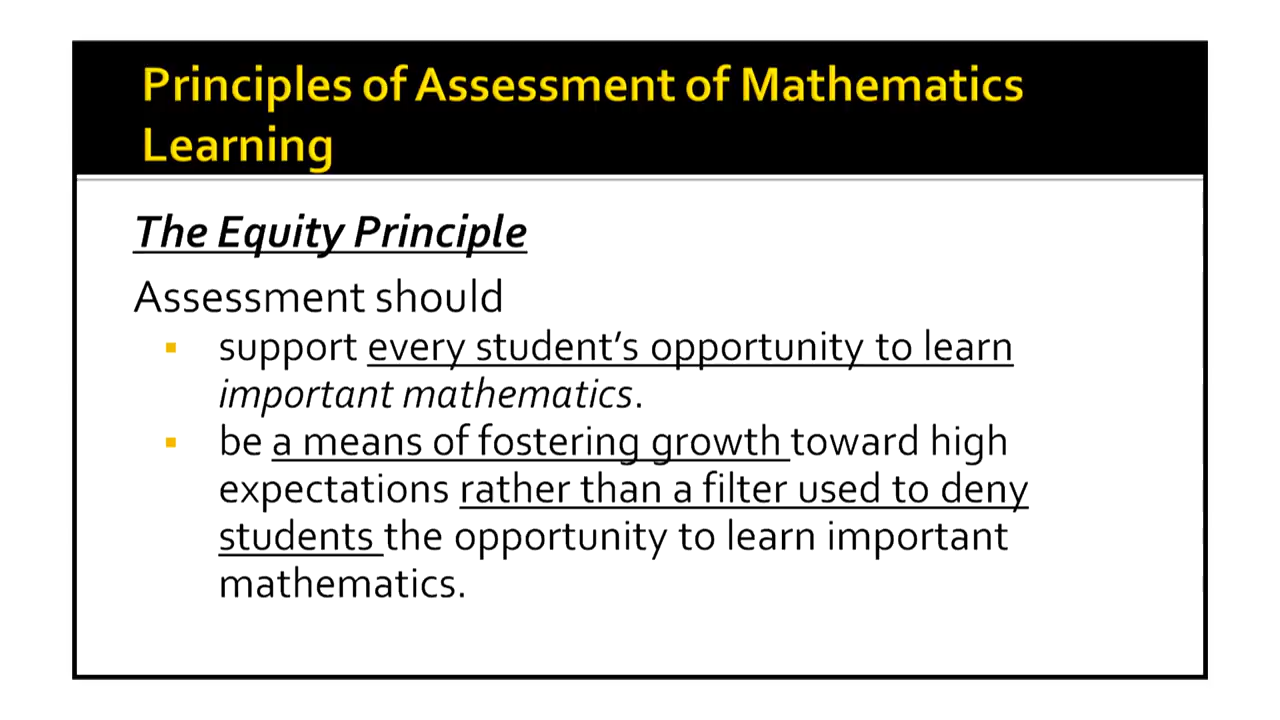 Principles of Assessment of Mathematics
Learning
The Equity Principle
Assessment should
▪ support every student’s opportunity to learn
important mathematics.
▪ be a means of fostering growth toward high
expectations rather than a filter used to deny
students the opportunity to learn important
mathematics.